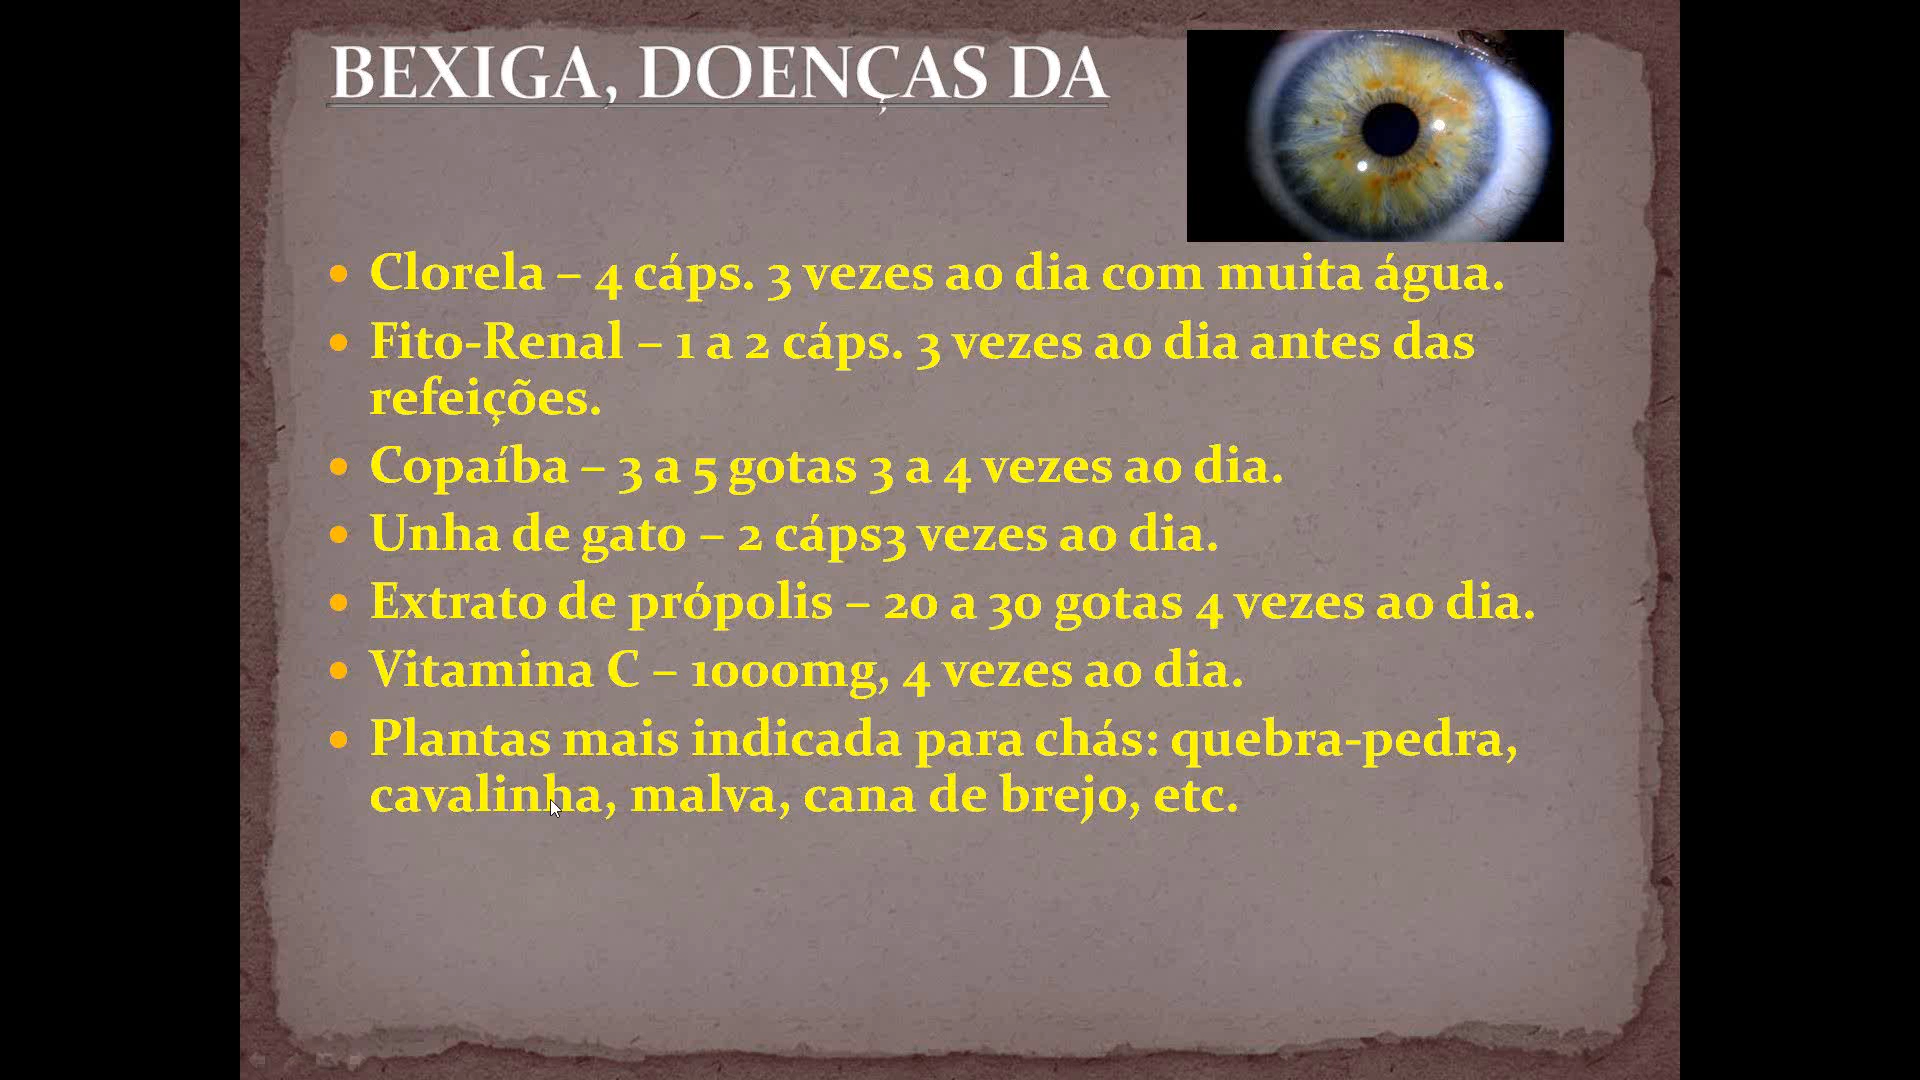 BEXIGA, DOENÇAS DA
• Clorela – 4 cáps. 3 vezes ao dia com muita água.
• Fito-Renal – 1 a 2 cáps. 3 vezes ao dia antes das
refeições.
• Copaíba – 3 a 5 gotas 3 a 4 vezes ao dia.
• Unha de gato – 2 cáps3 vezes ao dia.
• Extrato de própolis – 20 a 30 gotas 4 vezes ao dia.
• Vitamina C – 1000mg, 4 vezes ao dia.
• Plantas mais indicada para chás: quebra-pedra,
cavalinha, malva, cana de brejo, etc.